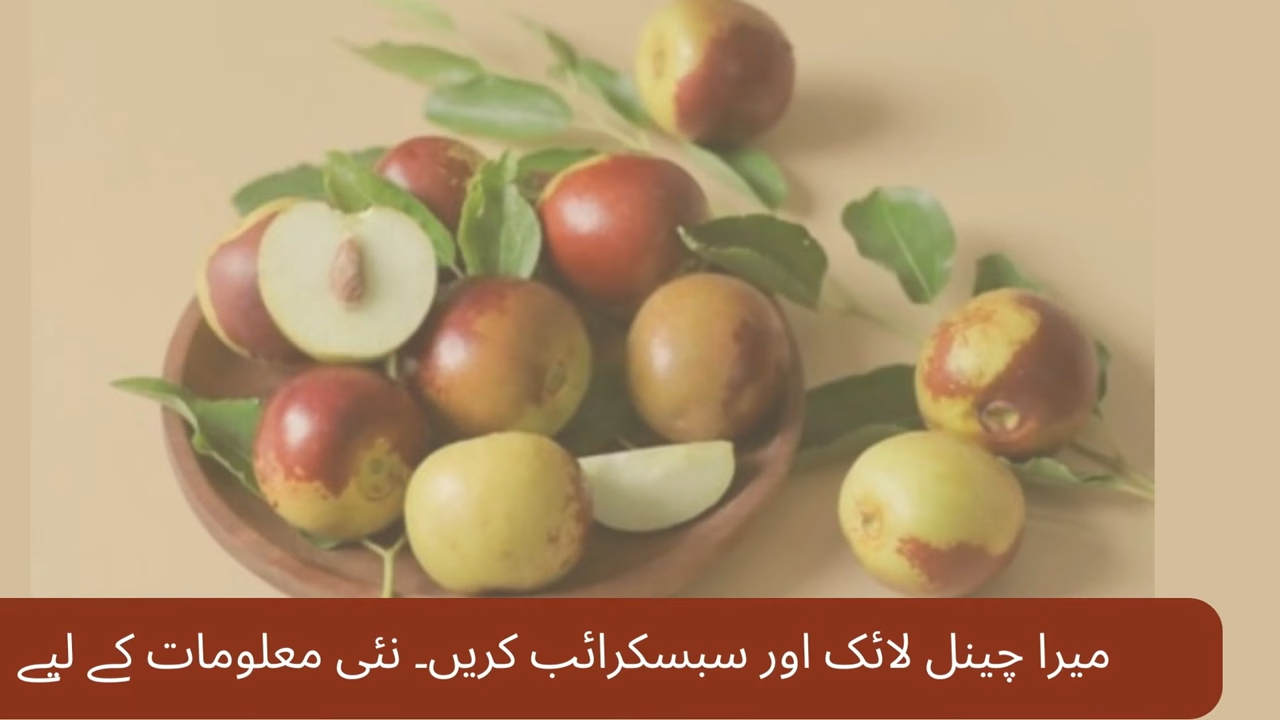 میرا چینل لائک اور سبسکرائب کریں۔ نئی معلومات کے لیے